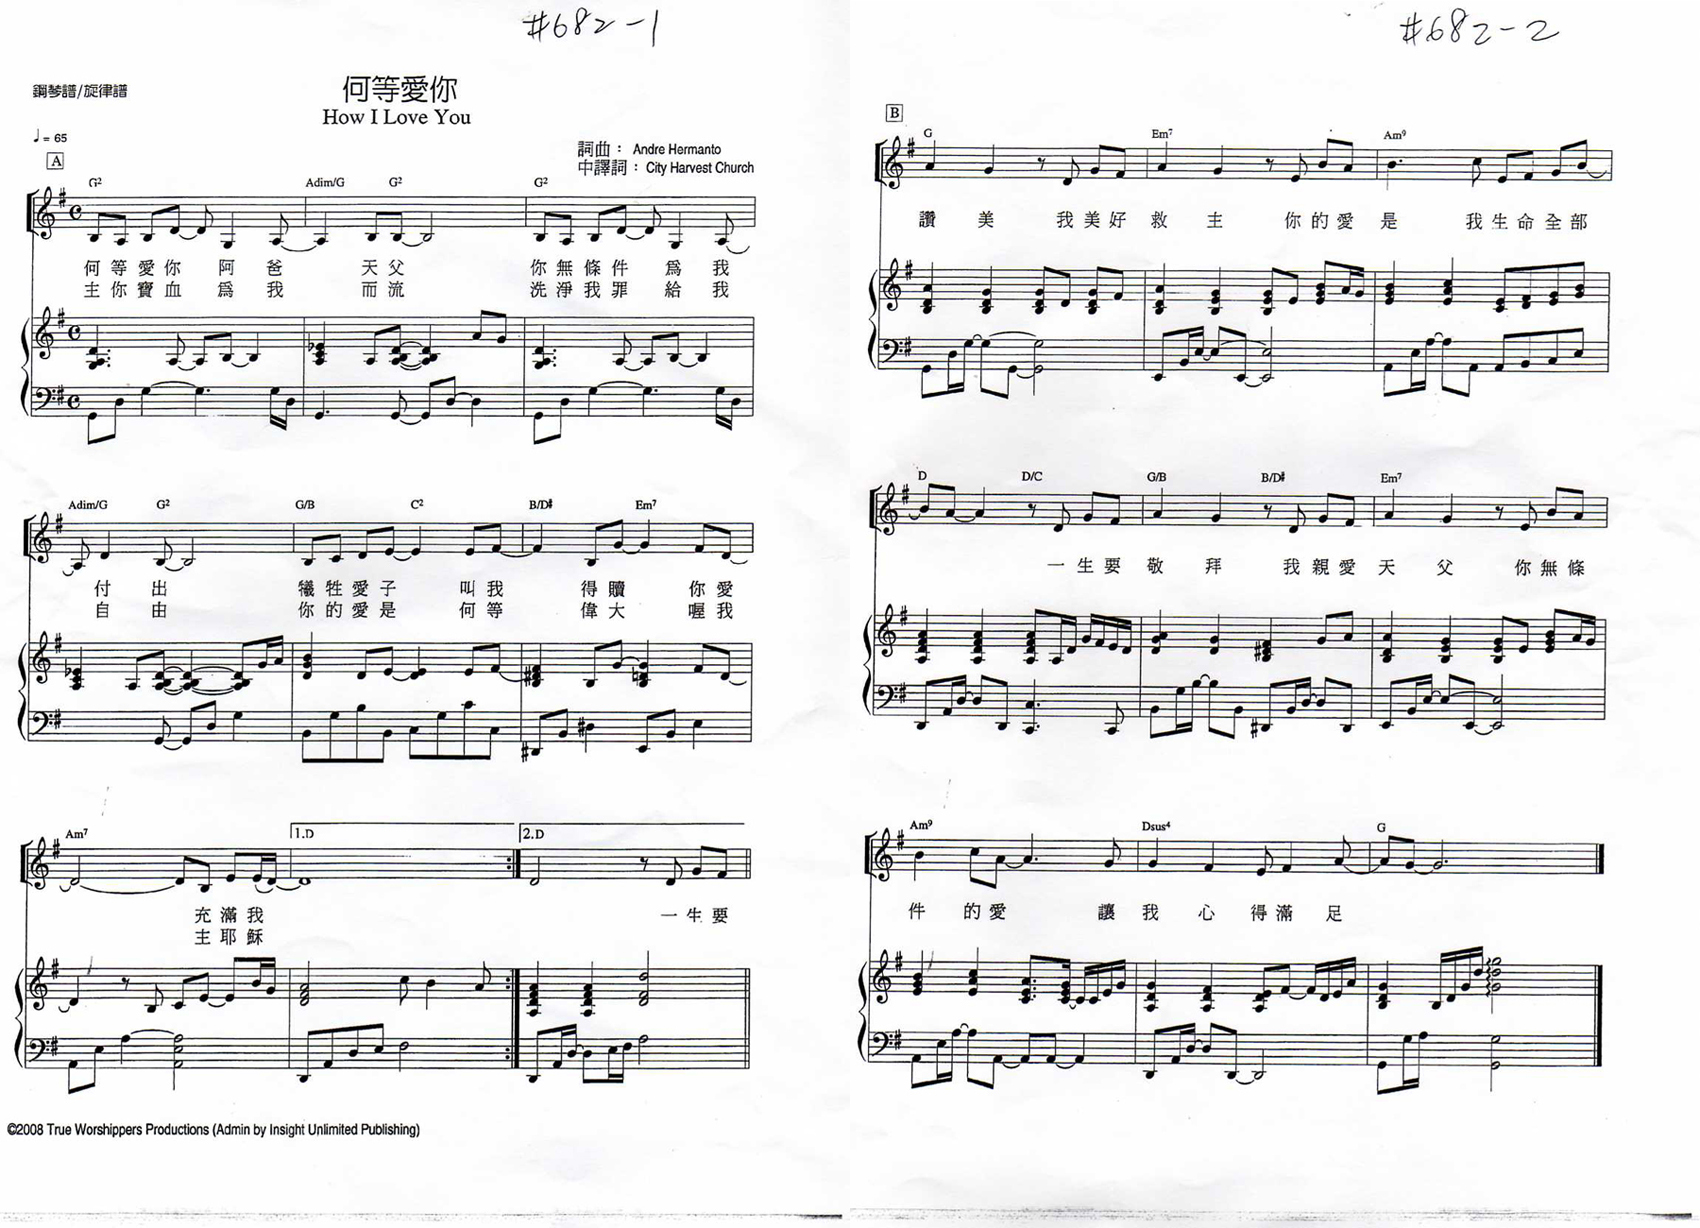 #682-1
鋼琴譜/旋律譜
何等愛你
How I Love You
♩= 65
詞曲： Andre Hermanto
中譯詞： City Harvest Church
A
G2 Adim/G G2 G2
何等愛你 阿爸 天父 你無條件 為我
主你寶血 為我 而流 洗淨我罪 給我
Adim/G G2 G/B C2 B/D# Em7
付出 犧牲愛子 叫我 得贖 你愛
自由 你的愛是 何等 偉大 喔我
Am7 1.D 2.D
充滿我 一生要
主耶穌
©2008 True Worshippers Productions (Admin by Insight Unlimited Publishing)
#682-2
B
G Em7 Am9
讚美 我美好救主 你的愛是 我生命全部
D D/C G/B B/D# Em7
一生要敬拜 我親愛天父 你無條
Am9 Dsus4 G
件 的愛 讓我心得滿足